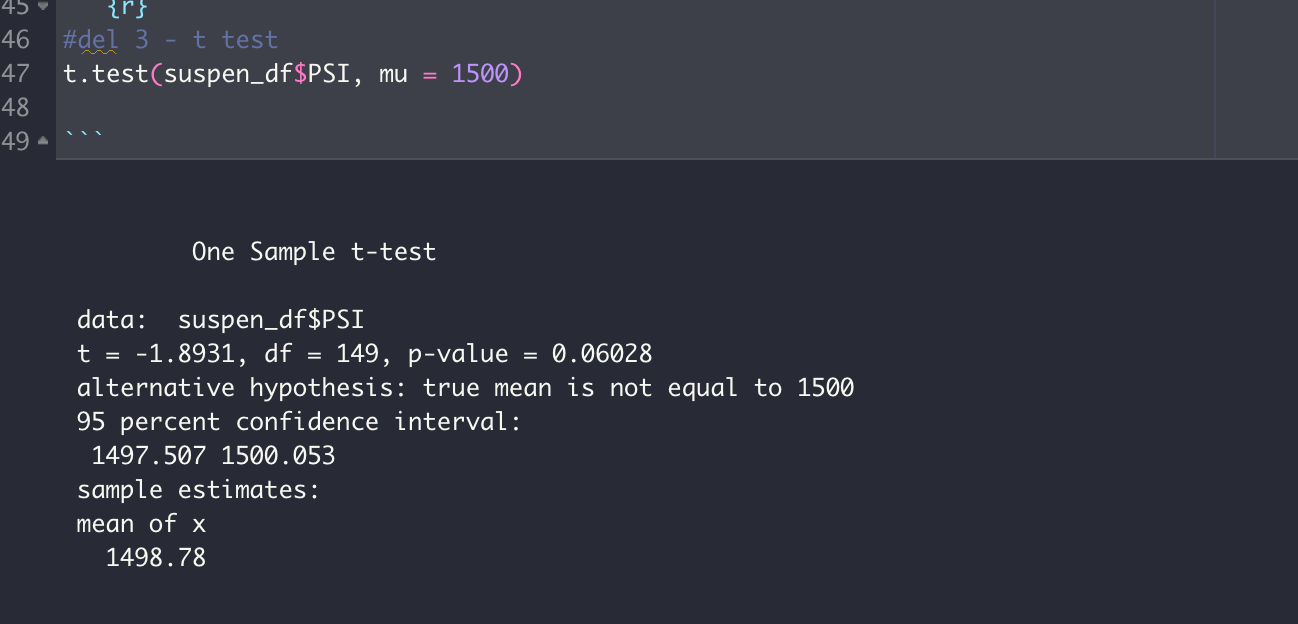 45 {r}
46 #del 3 - t test
47 t.test(suspen_df$PSI, mu = 1500)
48
49 ```
One Sample t-test
data:  suspen_df$PSI
t = -1.8931, df = 149, p-value = 0.06028
alternative hypothesis: true mean is not equal to 1500
95 percent confidence interval:
1497.507 1500.053
sample estimates:
mean of x
1498.78